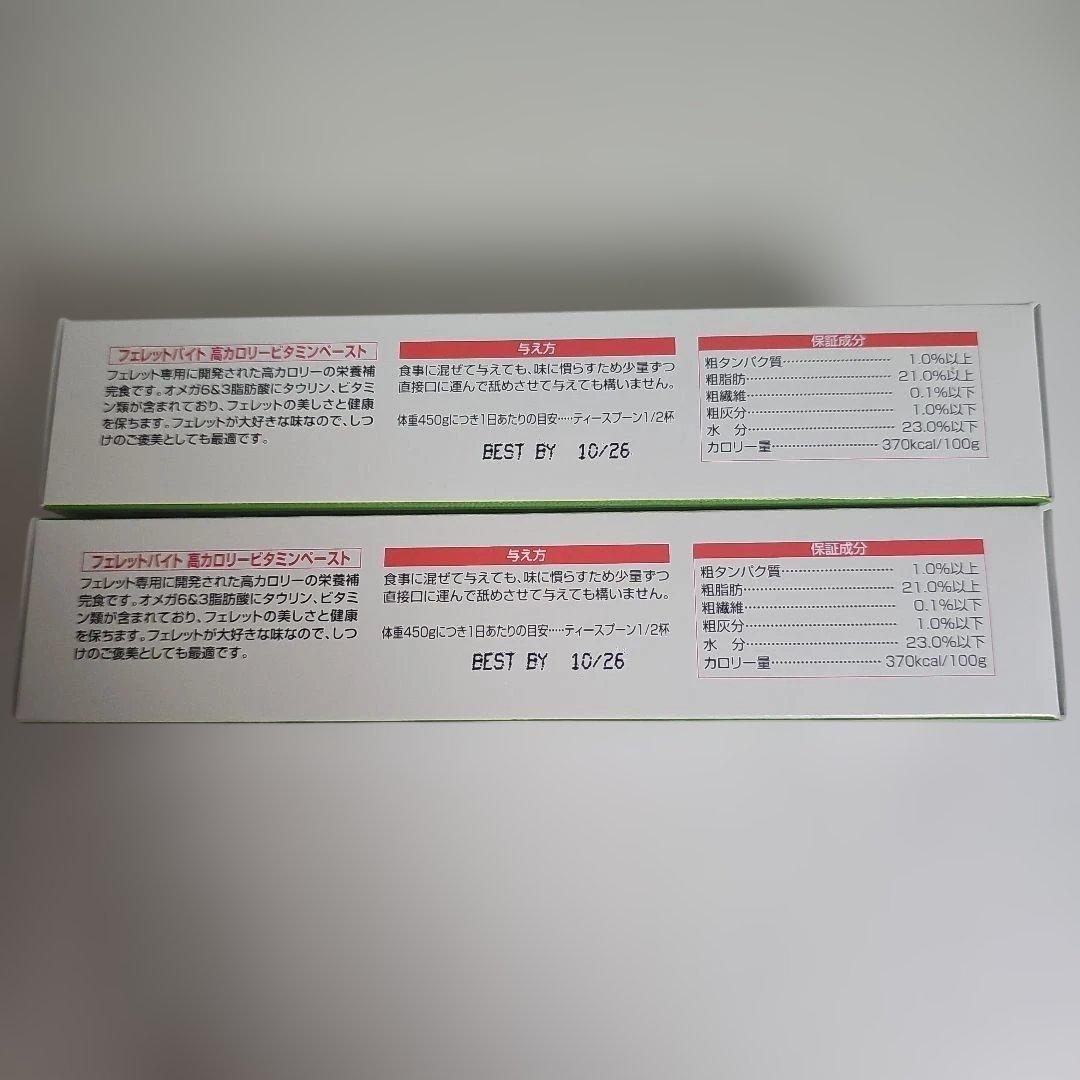 フェレットバイト 高カロリービタミンペースト
フェレット専用に開発された高カロリーの栄養補
完食です。オメガ6&3脂肪酸にタウリン、ビタミ
ン類が含まれており、フェレットの美しさと健康
を保ちます。フェレットが大好きな味なので、しつ
けのご褒美としても最適です。
与え方
食事に混ぜて与えても、味に慣らすため少量ずつ
直接口に運んで舐めさせて与えても構いません。
体重450gにつき1日あたりの目安‥‥‥ティースプーン1/2杯
BEST BY 10/26
保証成分
粗タンパク質‥‥‥‥‥‥‥‥‥ 1.0%以上
粗脂肪‥‥‥‥‥‥‥‥‥‥‥ 21.0%以上
粗繊維‥‥‥‥‥‥‥‥‥‥‥ 0.1%以下
粗灰分‥‥‥‥‥‥‥‥‥‥‥ 1.0%以下
水 分‥‥‥‥‥‥‥‥‥‥‥ 23.0%以下
カロリー量‥‥‥‥‥‥‥‥ 370kcal/100g
フェレットバイト 高カロリービタミンペースト
フェレット専用に開発された高カロリーの栄養補
完食です。オメガ6&3脂肪酸にタウリン、ビタミ
ン類が含まれており、フェレットの美しさと健康
を保ちます。フェレットが大好きな味なので、しつ
けのご褒美としても最適です。
与え方
食事に混ぜて与えても、味に慣らすため少量ずつ
直接口に運んで舐めさせて与えても構いません。
体重450gにつき1日あたりの目安‥‥‥ティースプーン1/2杯
BEST BY 10/26
保証成分
粗タンパク質‥‥‥‥‥‥‥‥‥ 1.0%以上
粗脂肪‥‥‥‥‥‥‥‥‥‥‥ 21.0%以上
粗繊維‥‥‥‥‥‥‥‥‥‥‥ 0.1%以下
粗灰分‥‥‥‥‥‥‥‥‥‥‥ 1.0%以下
水 分‥‥‥‥‥‥‥‥‥‥‥ 23.0%以下
カロリー量‥‥‥‥‥‥‥‥ 370kcal/100g